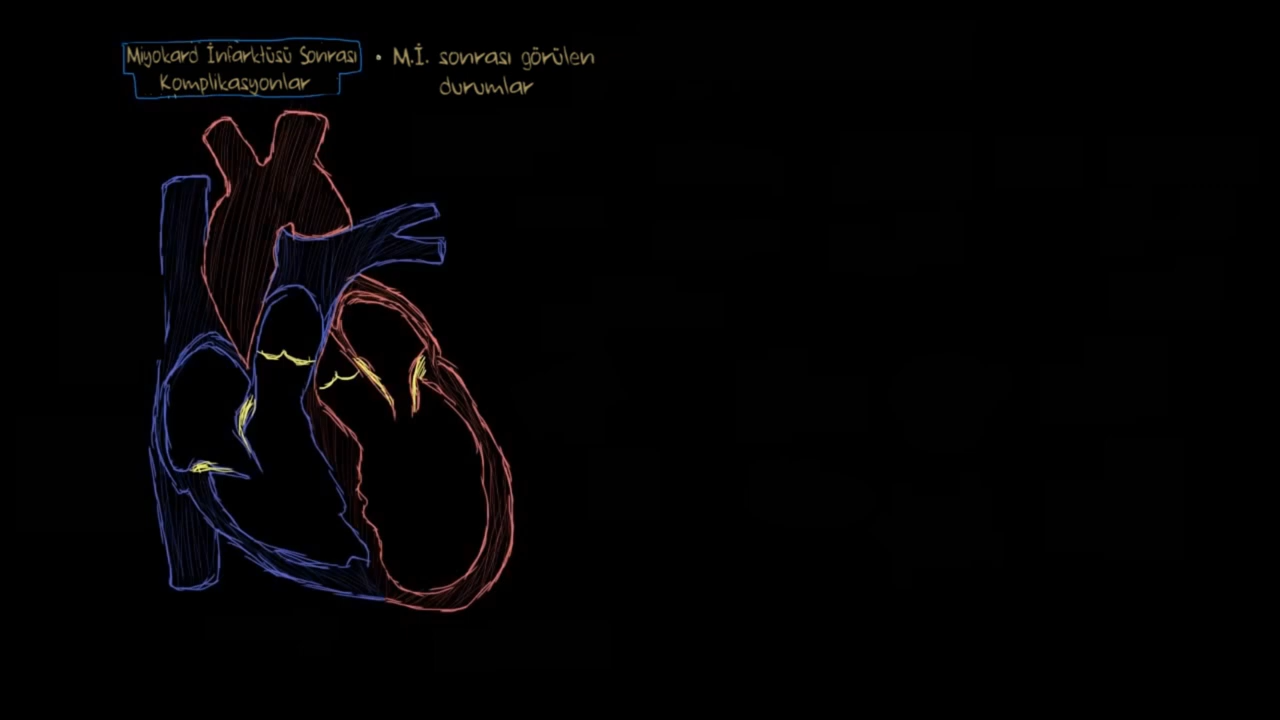 Miyokard İnfarktüsü Sonrası
Komplikasyonlar
• M.İ. sonrası görülen
durumlar